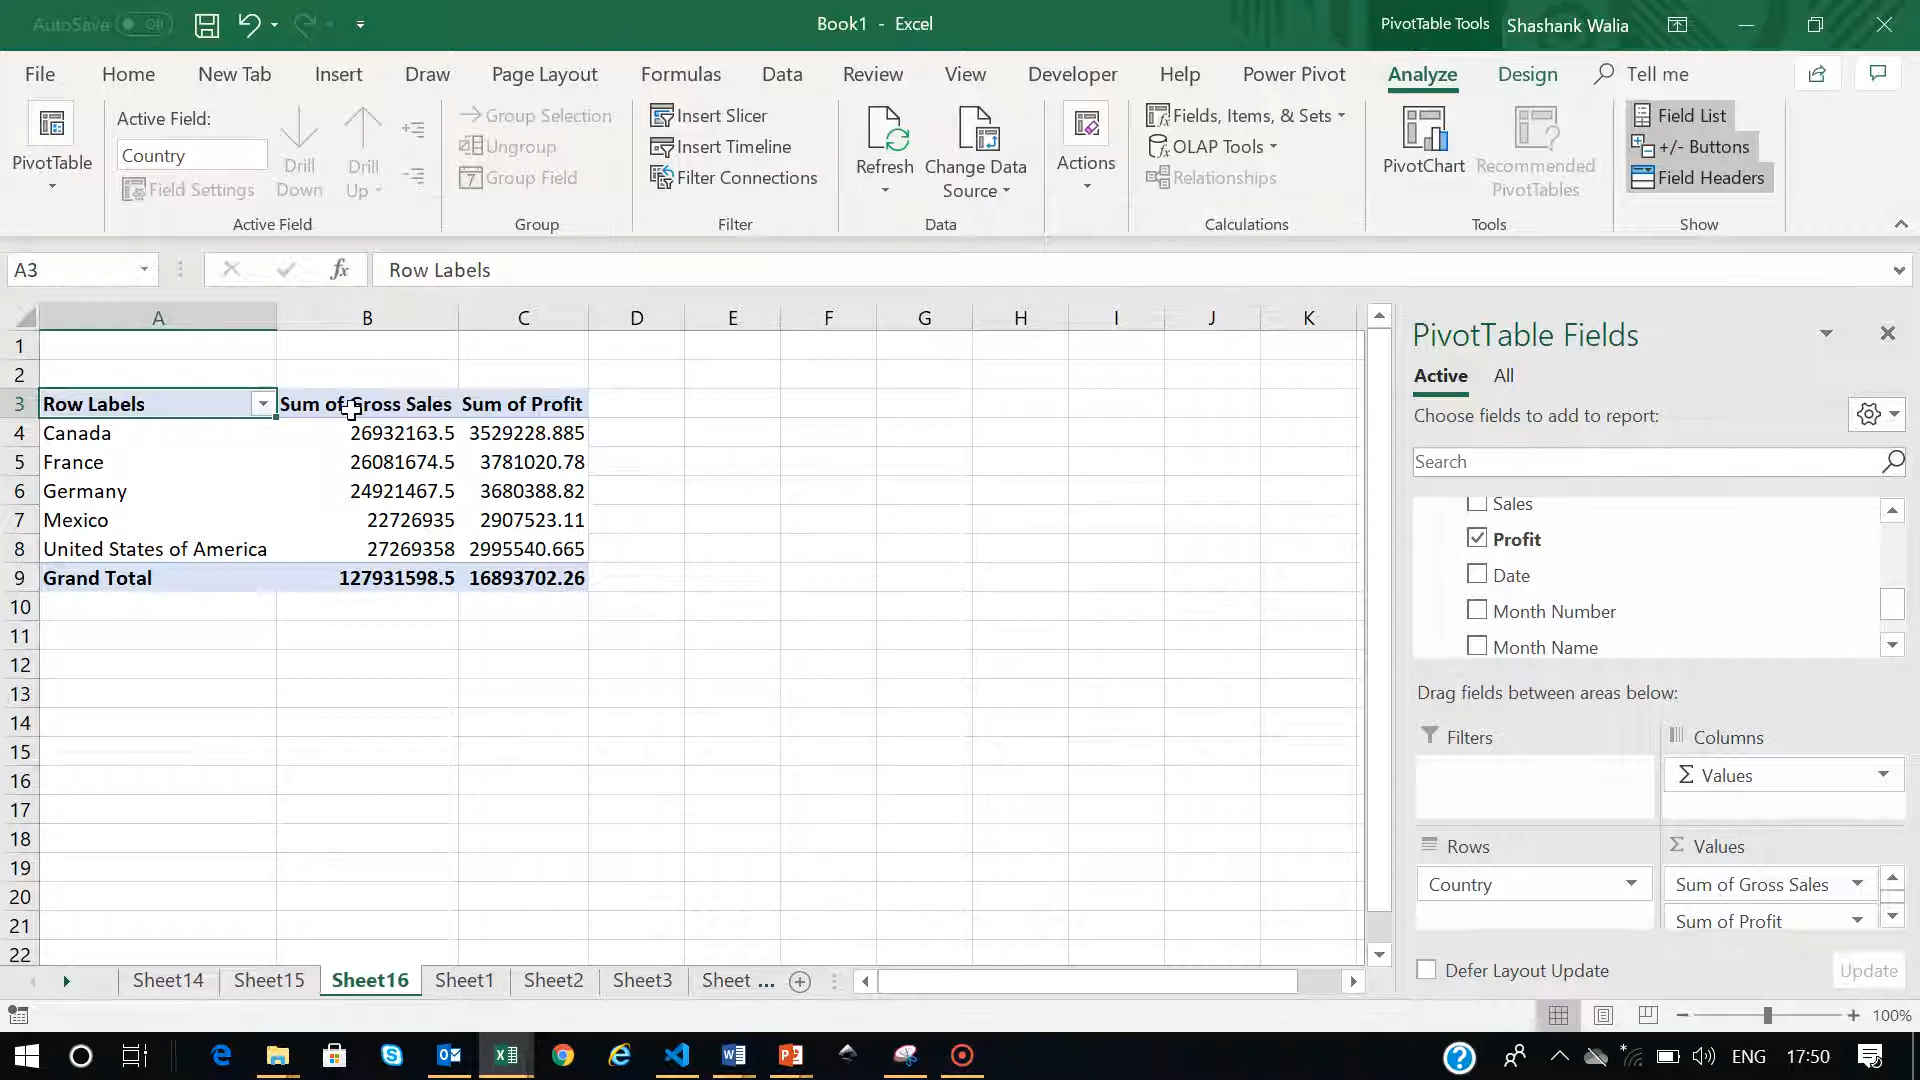 AutoSave Off Book1 - Excel PivotTable Tools Shashank Walia
File Home New Tab Insert Draw Page Layout Formulas Data Review View Developer Help Power Pivot Analyze Design Tell me
PivotTable
Active Field:
Country
Field Settings
Drill Down
Drill Up
Active Field
Group Selection
Ungroup
7 Group Field
Group
Insert Slicer
Insert Timeline
Filter Connections
Filter
Refresh
Change Data Source
Data
Actions
Fields, Items, & Sets
OLAP Tools
Relationships
Calculations
PivotChart
Recommended PivotTables
Tools
Field List
+/- Buttons
Field Headers
Show
A3 fx Row Labels
A B C D E F G H I J K
1
2
3 Row Labels Sum of Gross Sales Sum of Profit
4 Canada 26932163.5 3529228.885
5 France 26081674.5 3781020.78
6 Germany 24921467.5 3680388.82
7 Mexico 22726935 2907523.11
8 United States of America 27269358 2995540.665
9 Grand Total 127931598.5 16893702.26
10
11
12
13
14
15
16
17
18
19
20
21
22
PivotTable Fields
Active All
Choose fields to add to report:
Search
Sales
Profit
Date
Month Number
Month Name
Drag fields between areas below:
Filters
Columns
Σ Values
Rows
Country
Σ Values
Sum of Gross Sales
Sum of Profit
Defer Layout Update Update
Sheet14 Sheet15 Sheet16 Sheet1 Sheet2 Sheet3 Sheet ...
100%
ENG 17:50